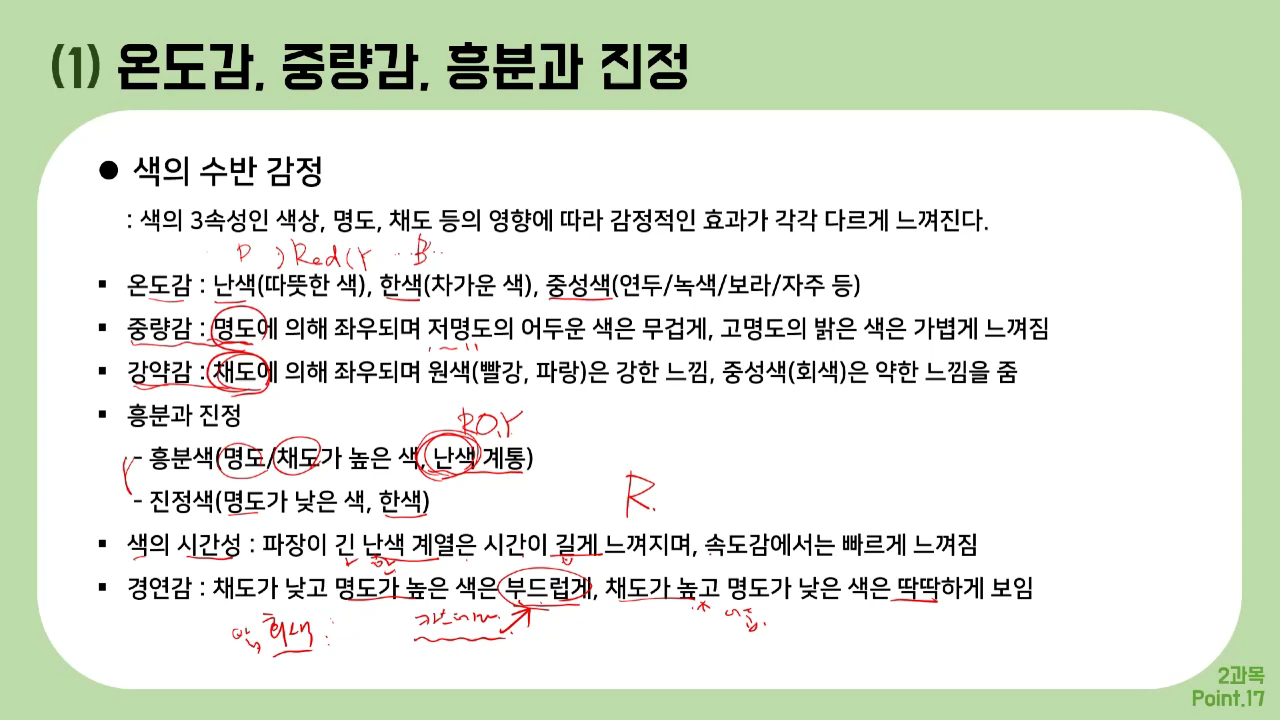 (1) 온도감, 중량감, 흥분과 진정
● 색의 수반 감정
: 색의 3속성인 색상, 명도, 채도 등의 영향에 따라 감정적인 효과가 각각 다르게 느껴진다.
Red Y B
▪ 온도감 : 난색(따뜻한 색), 한색(차가운 색), 중성색(연두/녹색/보라/자주 등)
▪ 중량감 : 명도에 의해 좌우되며 저명도의 어두운 색은 무겁게, 고명도의 밝은 색은 가볍게 느껴짐
▪ 강약감 : 채도에 의해 좌우되며 원색(빨강, 파랑)은 강한 느낌, 중성색(회색)은 약한 느낌을 줌
▪ 흥분과 진정
R O, Y
- 흥분색(명도/채도가 높은 색, 난색 계통)
- 진정색(명도가 낮은 색, 한색)
R.
▪ 색의 시간성 : 파장이 긴 난색 계열은 시간이 길게 느껴지며, 속도감에서는 빠르게 느껴짐
▪ 경연감 : 채도가 낮고 명도가 높은 색은 부드럽게, 채도가 높고 명도가 낮은 색은 딱딱하게 보임
회색
2과목
Point.17